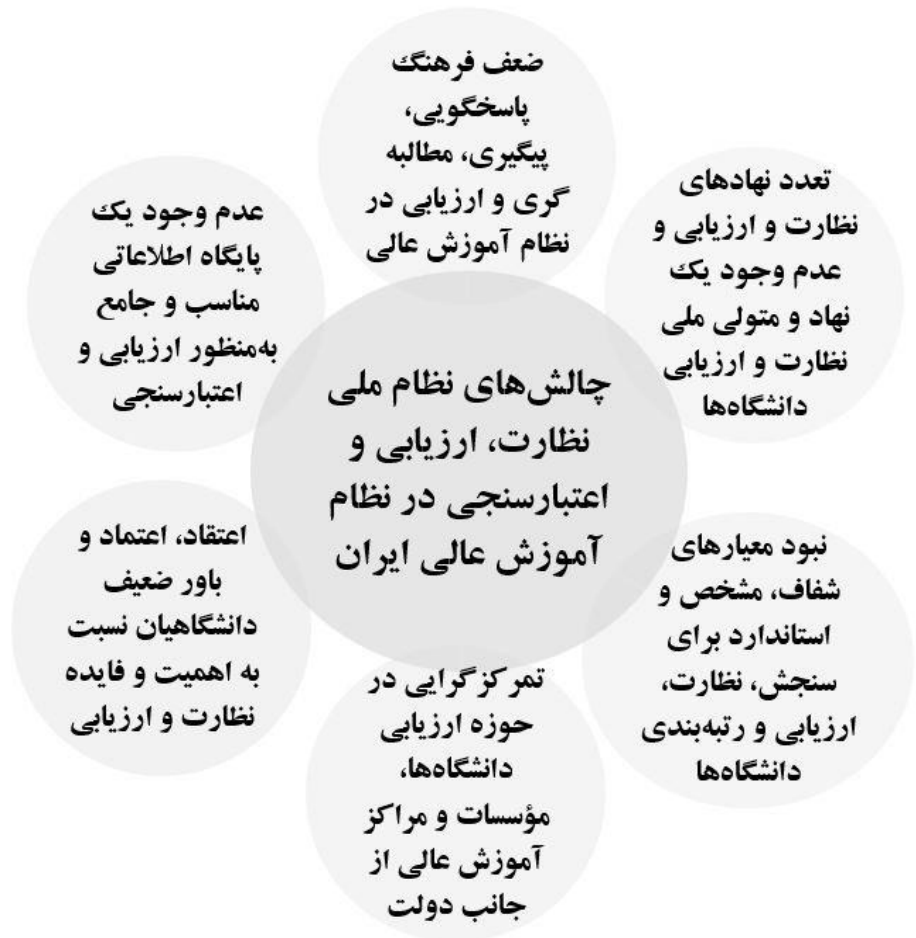 ضعف فرهنگ
پاسخگویی،
پیگیری، مطالبه
گری و ارزیابی در
نظام آموزش عالی
تعدد نهادهای
نظارت و ارزیابی و
عدم وجود یک
نهاد و متولی ملی
نظارت و ارزیابی
دانشگاه‌ها
نبود معیارهای
شفاف، مشخص و
استاندارد برای
سنجش، نظارت،
ارزیابی و رتبه‌بندی
دانشگاه‌ها
تمرکزگرایی در
حوزه ارزیابی
دانشگاه‌ها،
مؤسسات و مراکز
آموزش عالی از
جانب دولت
اعتقاد، اعتماد و
باور ضعیف
دانشگاهیان نسبت
به اهمیت و فایده
نظارت و ارزیابی
عدم وجود یک
پایگاه اطلاعاتی
مناسب و جامع
به‌منظور ارزیابی و
اعتبارسنجی
چالش‌های نظام ملی
نظارت، ارزیابی و
اعتبارسنجی در نظام
آموزش عالی ایران